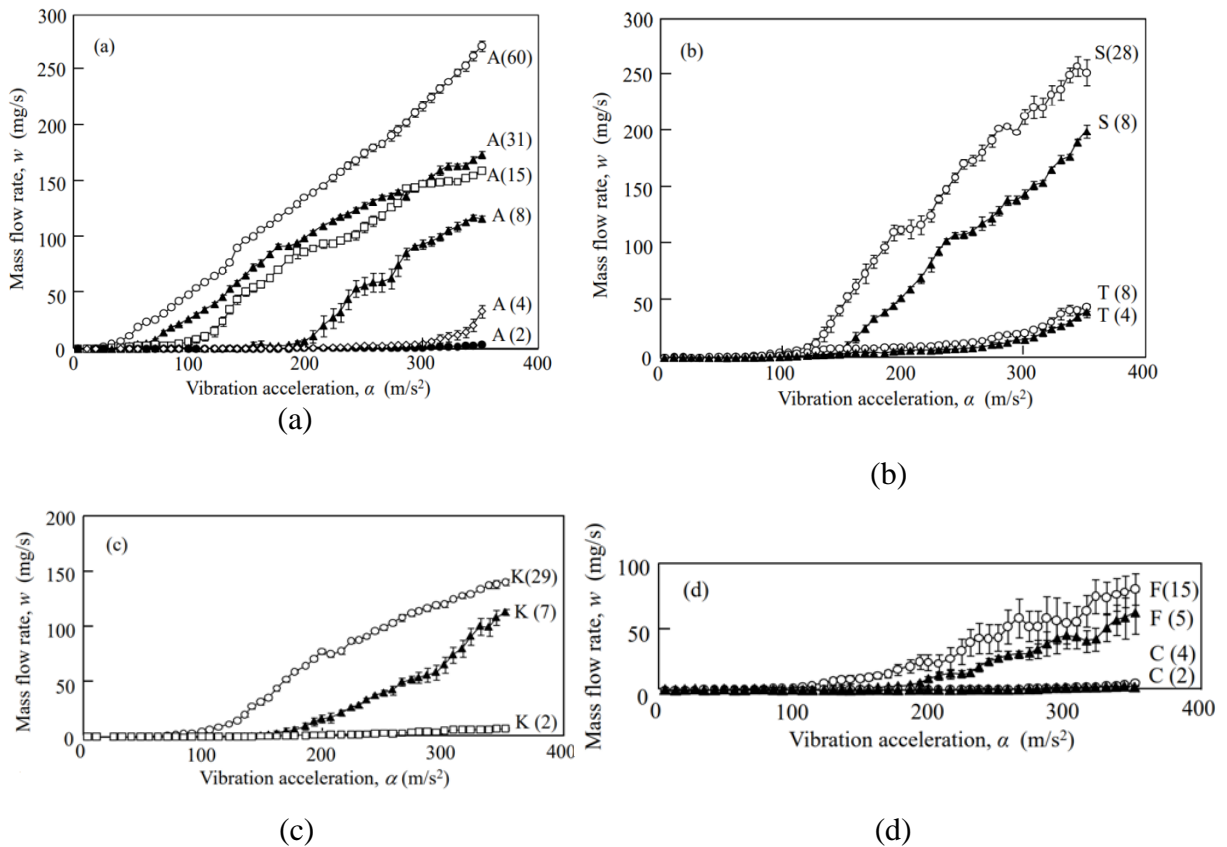 (a)
300
250
200
150
100
50
0
Mass flow rate, w (mg/s)
A(60)
A(31)
A(15)
A (8)
A (4)
A (2)
0 100 200 300 400
Vibration acceleration, α (m/s²)
(a)
(b)
300
250
200
150
100
50
0
Mass flow rate, w (mg/s)
S(28)
S (8)
T (8)
T (4)
0 100 200 300 400
Vibration acceleration, α (m/s²)
(b)
(c)
200
150
100
50
0
Mass flow rate, w (mg/s)
K(29)
K (7)
K (2)
0 100 200 300 400
Vibration acceleration, α (m/s²)
(c)
(d)
100
50
0
Mass flow rate, w (mg/s)
F(15)
F (5)
C (4)
C (2)
0 100 200 300 400
Vibration acceleration, α (m/s²)
(d)